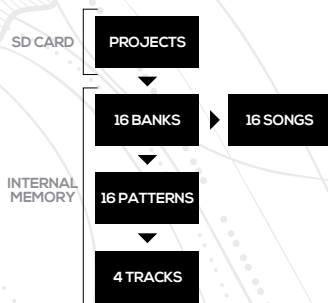 SD CARD
PROJECTS
16 BANKS
16 SONGS
INTERNAL
MEMORY
16 PATTERNS
4 TRACKS